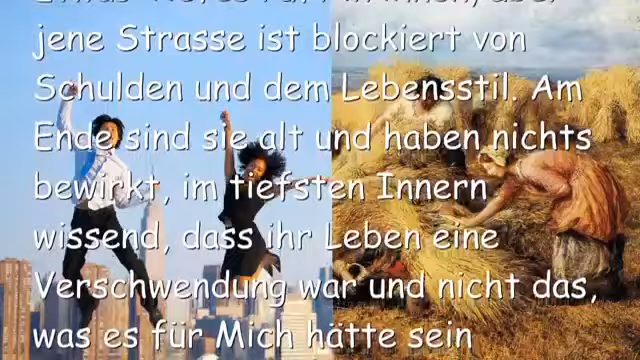 jene Strasse ist blockiert von
Schulden und dem Lebensstil. Am
Ende sind sie alt und haben nichts
bewirkt, im tiefsten Innern
wissend, dass ihr Leben eine
Verschwendung war und nicht das,
was es für Mich hätte sein